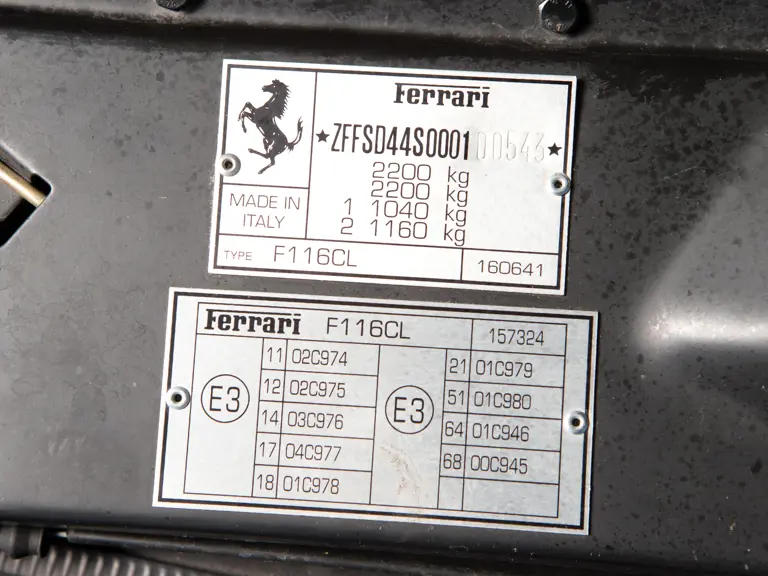 Ferrari
★ZFFSD44S000100543★
2200 kg
2200 kg
1 1040 kg
2 1160 kg
MADE IN
ITALY
TYPE F116CL
160641
Ferrari F116CL 157324
E3
11 02C974
12 02C975
14 03C976
17 04C977
18 01C978
E3
21 01C979
51 01C980
64 01C946
68 00C945